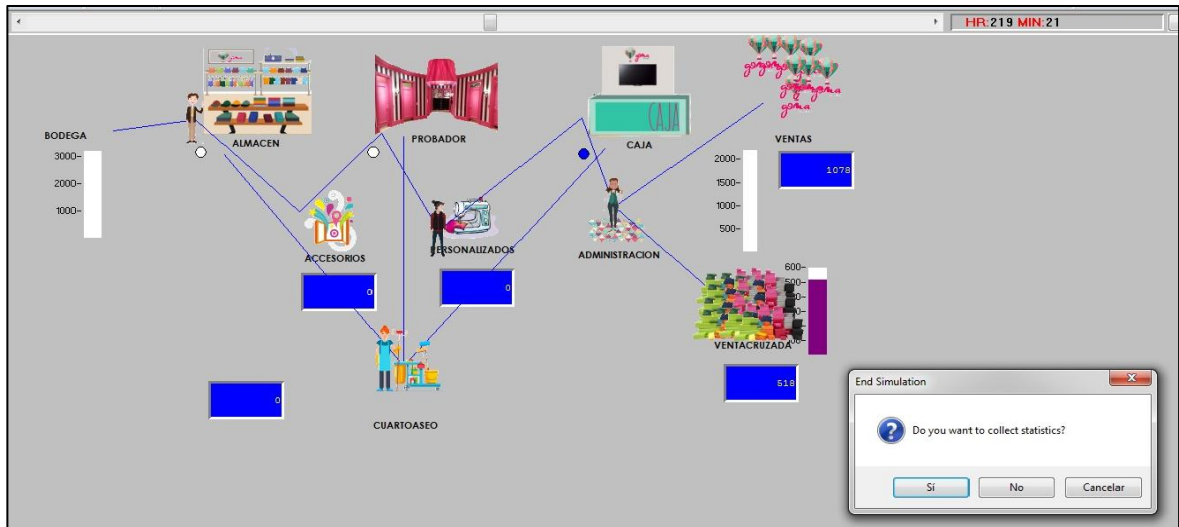 HR:219 MIN:21
BODEGA
3000-
2000-
1000-
ALMACEN
PROBADOR
CAJA
CAJA
VENTAS
1078
2000-
1500-
1000-
500-
ACCESORIOS
0
PERSONALIZADOS
0
ADMINISTRACION
600-
500-
VENTACRUZADA
518
0
CUARTOASEO
End Simulation
Do you want to collect statistics?
Sí
No
Cancelar